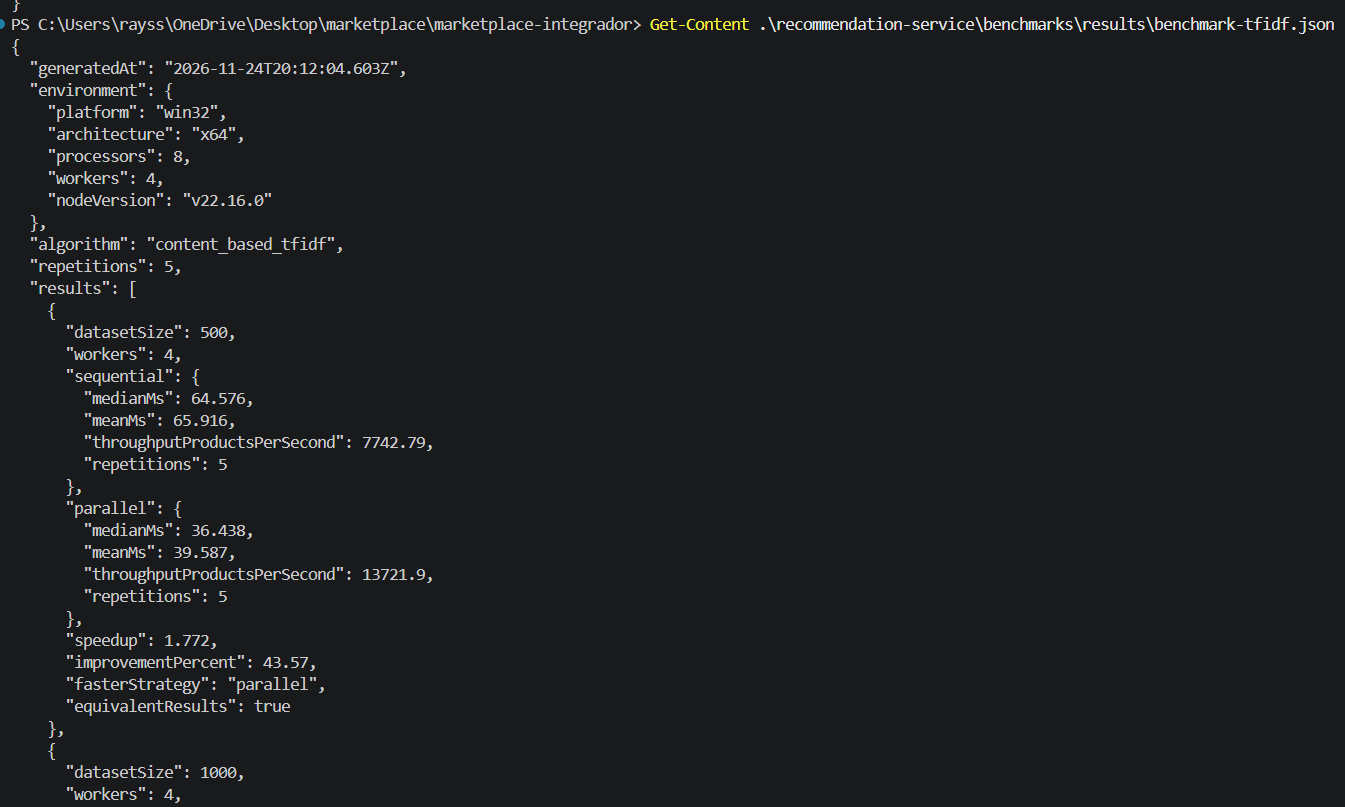 }
PS C:\Users\rayss\OneDrive\Desktop\marketplace\marketplace-integrador> Get-Content .\recommendation-service\benchmarks\results\benchmark-tfidf.json
{
  "generatedAt": "2026-11-24T20:12:04.603Z",
  "environment": {
    "platform": "win32",
    "architecture": "x64",
    "processors": 8,
    "workers": 4,
    "nodeVersion": "v22.16.0"
  },
  "algorithm": "content_based_tfidf",
  "repetitions": 5,
  "results": [
    {
      "datasetSize": 500,
      "workers": 4,
      "sequential": {
        "medianMs": 64.576,
        "meanMs": 65.916,
        "throughputProductsPerSecond": 7742.79,
        "repetitions": 5
      },
      "parallel": {
        "medianMs": 36.438,
        "meanMs": 39.587,
        "throughputProductsPerSecond": 13721.9,
        "repetitions": 5
      },
      "speedup": 1.772,
      "improvementPercent": 43.57,
      "fasterStrategy": "parallel",
      "equivalentResults": true
    },
    {
      "datasetSize": 1000,
      "workers": 4,